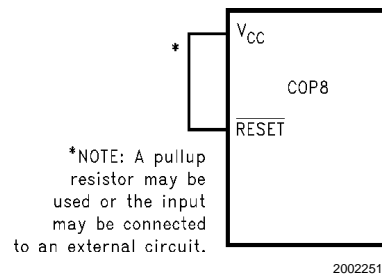 *
VCC
COP8
RESET
*NOTE: A pullup
resistor may be
used or the input
may be connected
to an external circuit.
2002251